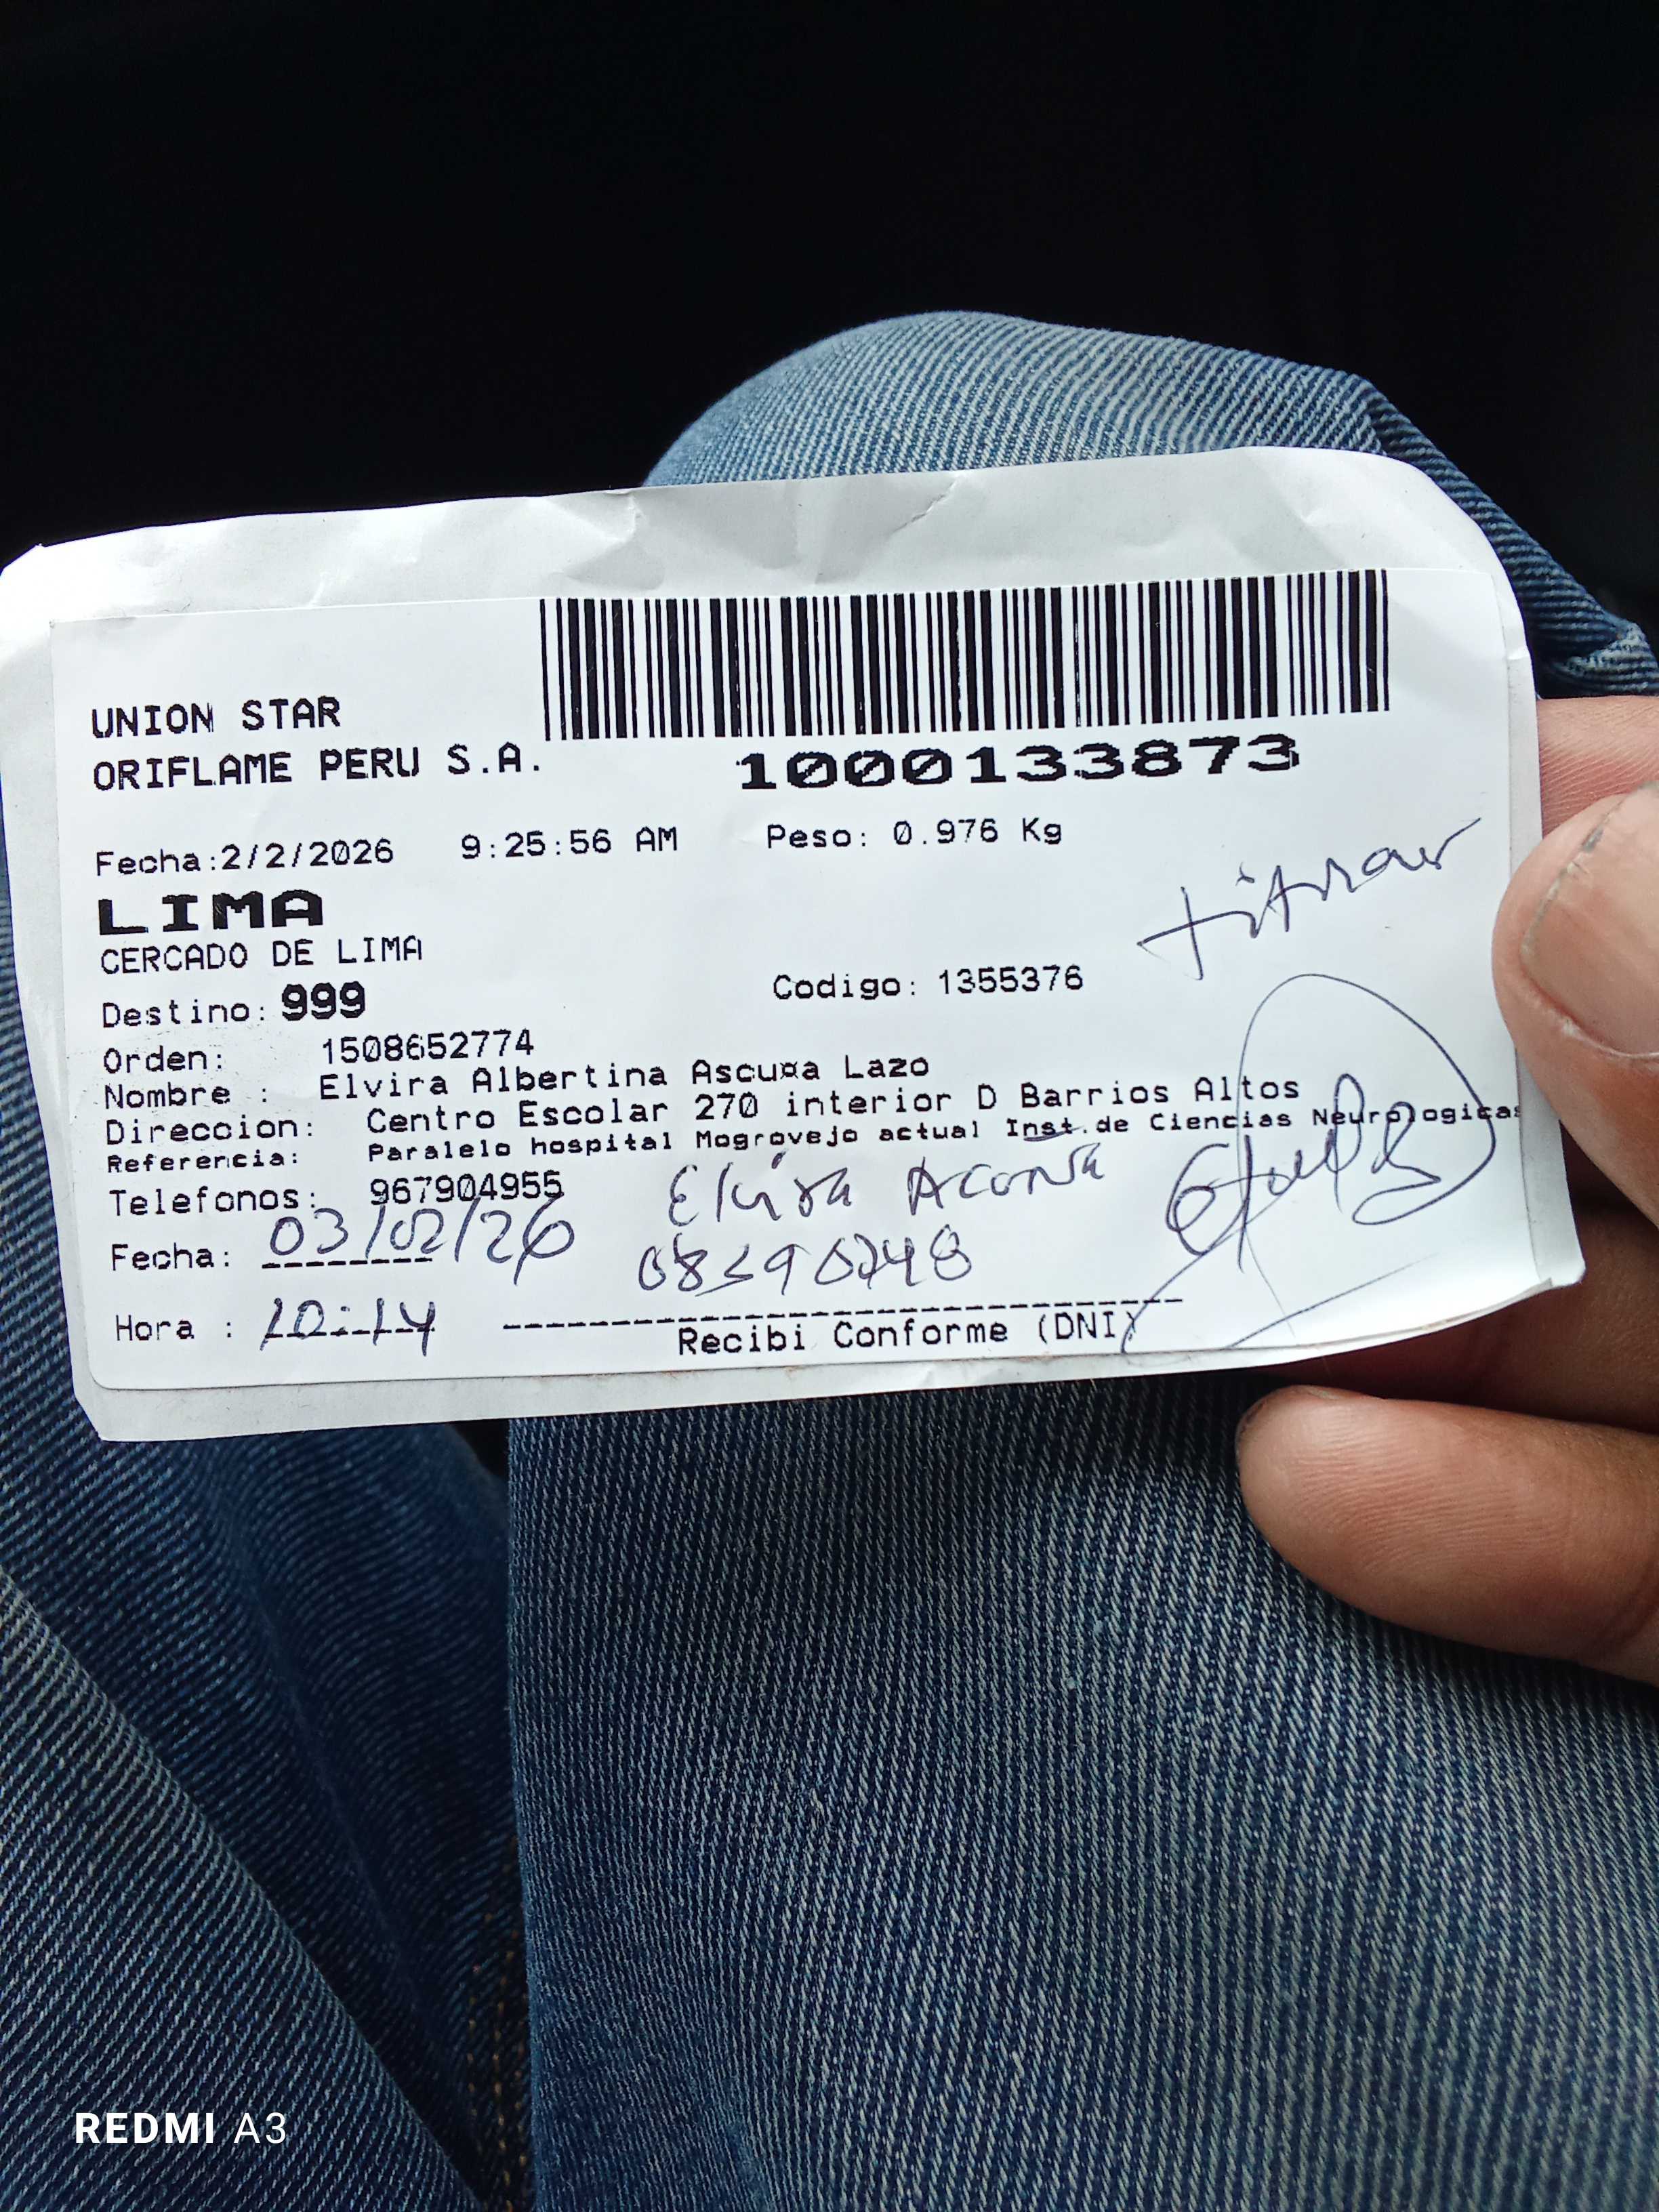 UNION STAR
ORIFLAME PERU S.A.
1000133873
Fecha:2/2/2026 9:25:56 AM Peso: 0.976 Kg
LIMA
CERCADO DE LIMA
Destino: 999 Codigo: 1355376
Orden: 1508652774
Nombre : Elvira Albertina Ascuxa Lazo
Direccion: Centro Escolar 270 interior D Barrios Altos
Referencia: Paralelo hospital Mogrovejo actual Inst.de Ciencias Neurologicas
Telefonos: 967904955
Elvira
Fecha: 03/02/26
Hora : 10:14
Recibi Conforme (DNI)
REDMI A3